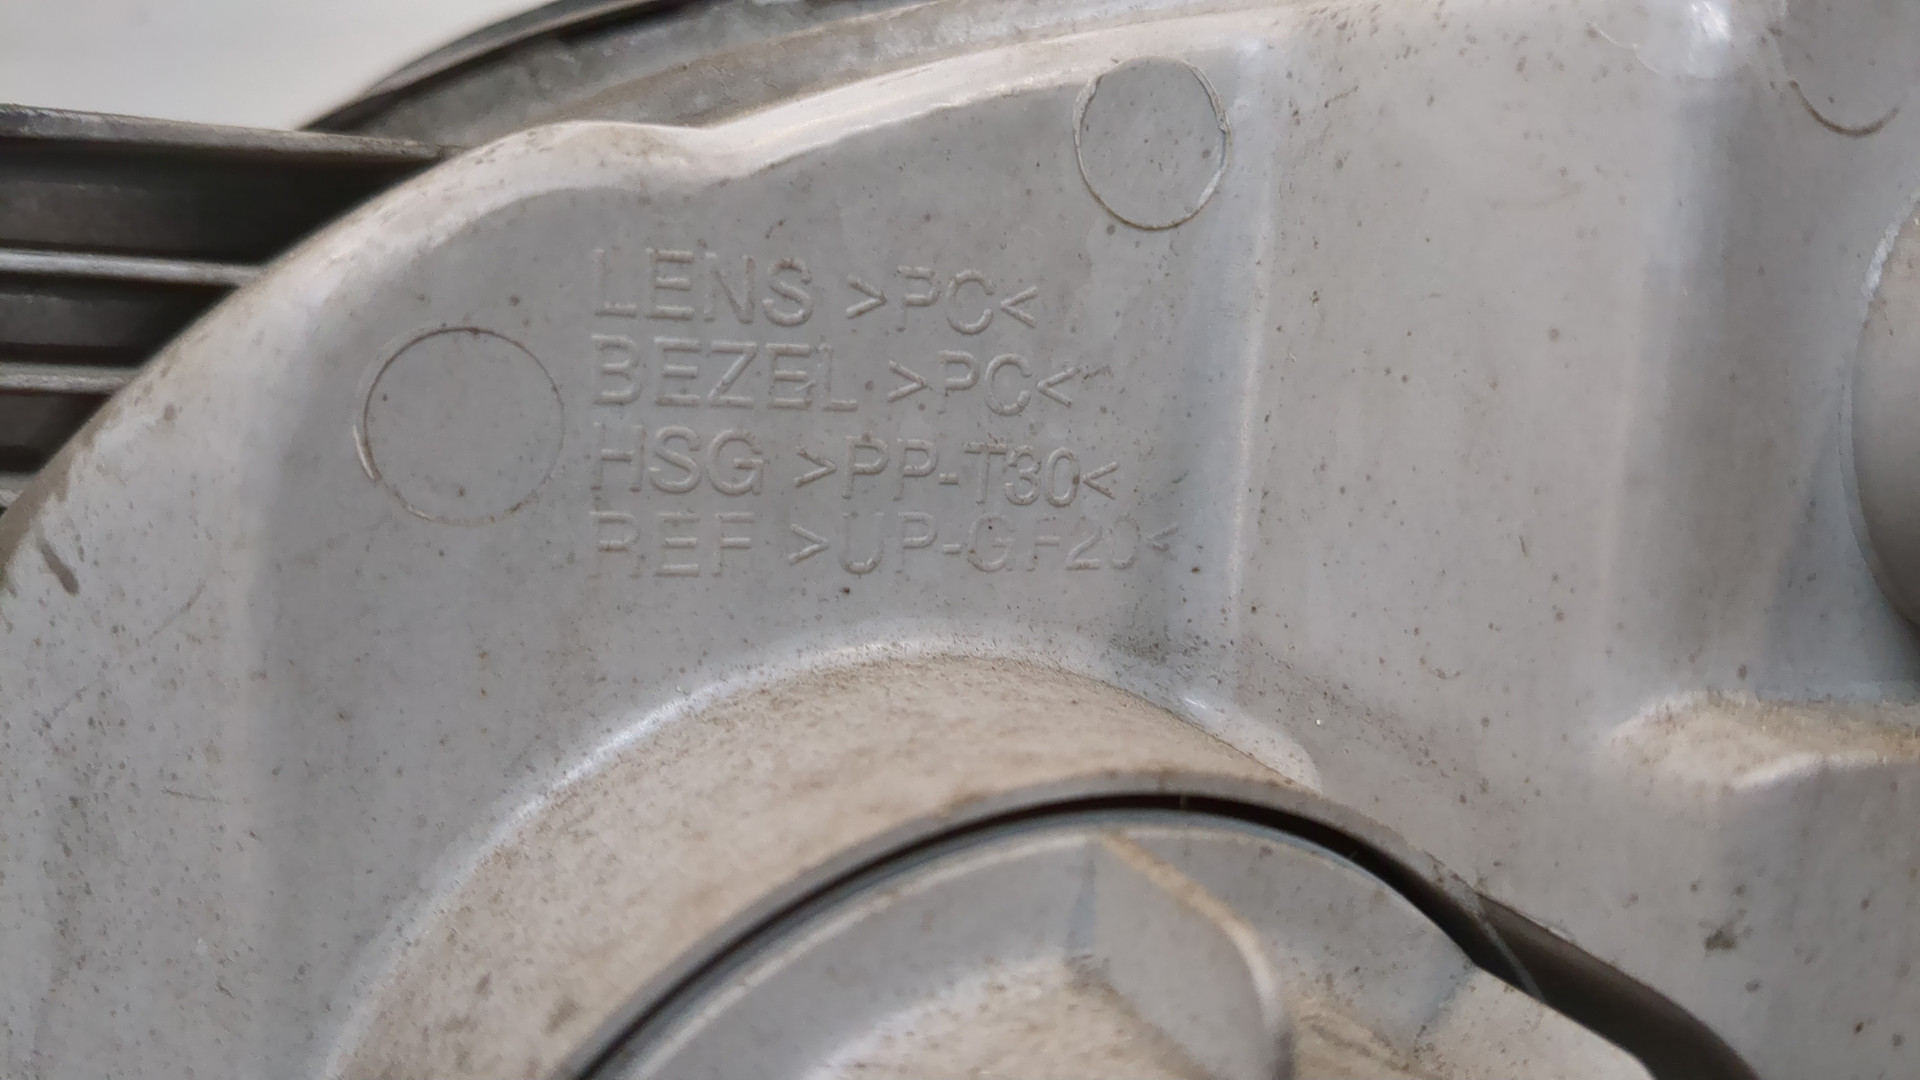 LENS >PC<
BEZEL >PC<
HSG >PP-T30<
REF >UP-GF20<